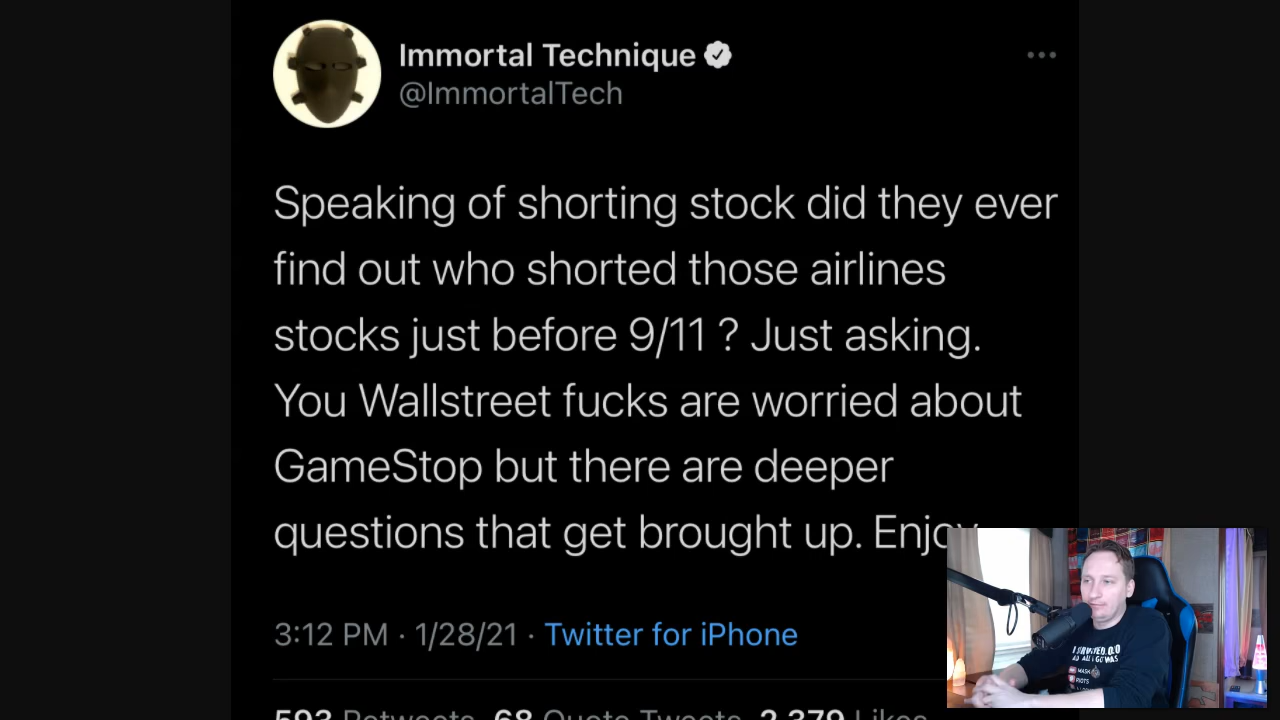 Immortal Technique
@ImmortalTech
Speaking of shorting stock did they ever
find out who shorted those airlines
stocks just before 9/11 ? Just asking.
You Wallstreet fucks are worried about
GameStop but there are deeper
questions that get brought up. Enjoy
3:12 PM · 1/28/21 · Twitter for iPhone
593 Retweets 68 Quote Tweets 2,379 Likes
MASK
RIOTS